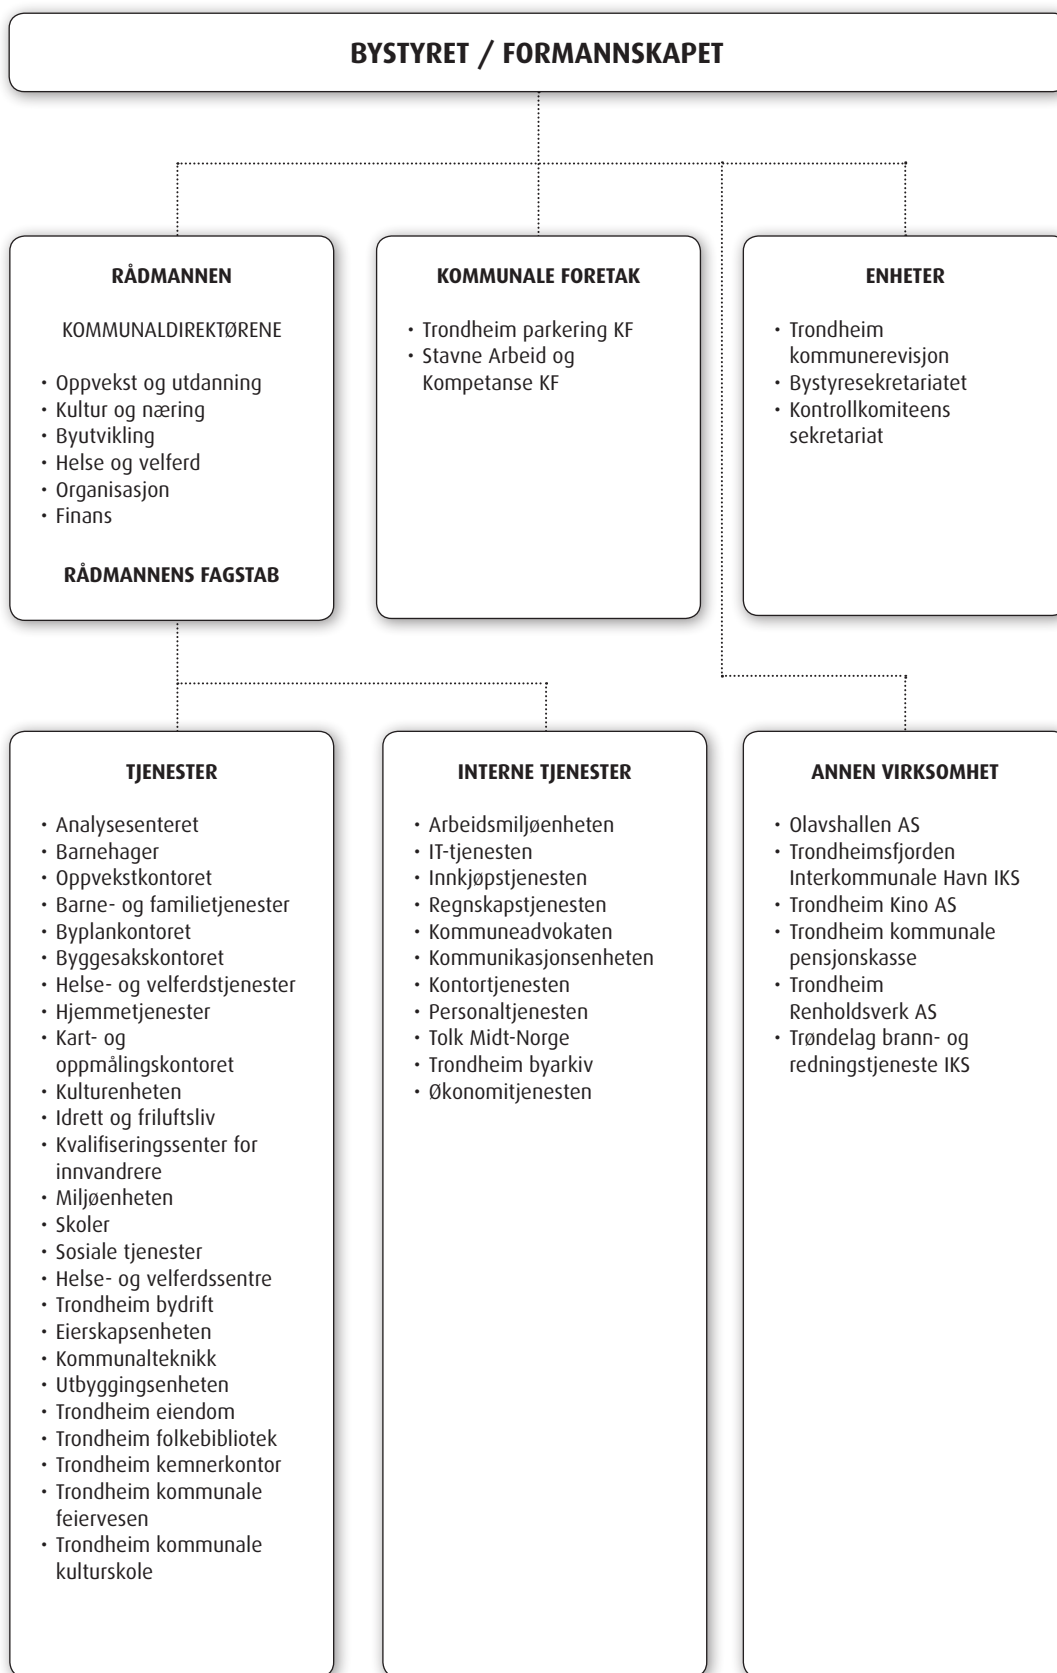 BYSTYRET / FORMANNSKAPET
RÅDMANNEN
KOMMUNALDIREKTØRENE
• Oppvekst og utdanning
• Kultur og næring
• Byutvikling
• Helse og velferd
• Organisasjon
• Finans
RÅDMANNENS FAGSTAB
KOMMUNALE FORETAK
• Trondheim parkering KF
• Stavne Arbeid og
Kompetanse KF
ENHETER
• Trondheim
kommunerevisjon
• Bystyresekretariatet
• Kontrollkomiteens
sekretariat
TJENESTER
• Analysesenteret
• Barnehager
• Oppvekstkontoret
• Barne- og familietjenester
• Byplankontoret
• Byggesakskontoret
• Helse- og velferdstjenester
• Hjemmetjenester
• Kart- og
oppmålingskontoret
• Kulturenheten
• Idrett og friluftsliv
• Kvalifiseringssenter for
innvandrere
• Miljøenheten
• Skoler
• Sosiale tjenester
• Helse- og velferdssentre
• Trondheim bydrift
• Eierskapsenheten
• Kommunalteknikk
• Utbyggingsenheten
• Trondheim eiendom
• Trondheim folkebibliotek
• Trondheim kemnerkontor
• Trondheim kommunale
feiervesen
• Trondheim kommunale
kulturskole
INTERNE TJENESTER
• Arbeidsmiljøenheten
• IT-tjenesten
• Innkjøpstjenesten
• Regnskapstjenesten
• Kommuneadvokaten
• Kommunikasjonsenheten
• Kontortjenesten
• Personaltjenesten
• Tolk Midt-Norge
• Trondheim byarkiv
• Økonomitjenesten
ANNEN VIRKSOMHET
• Olavshallen AS
• Trondheimsfjorden
Interkommunale Havn IKS
• Trondheim Kino AS
• Trondheim kommunale
pensjonskasse
• Trondheim
Renholdsverk AS
• Trøndelag brann- og
redningstjeneste IKS